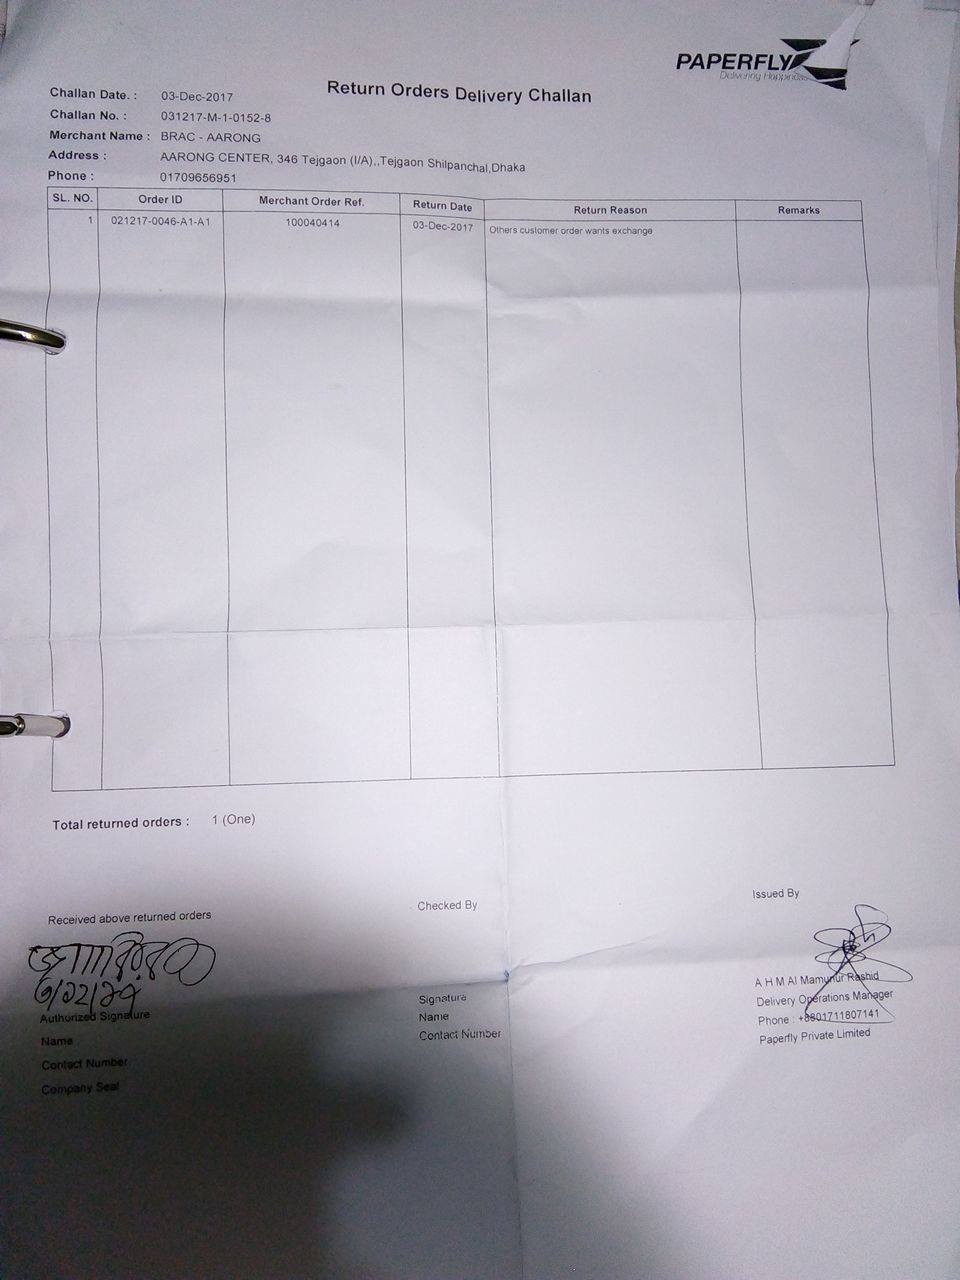 PAPERFLY
Delivering Happiness
Return Orders Delivery Challan
Challan Date. : 03-Dec-2017
Challan No. : 031217-M-1-0152-8
Merchant Name : BRAC - AARONG
Address : AARONG CENTER, 346 Tejgaon (I/A),,Tejgaon Shilpanchal,Dhaka
Phone : 01709656951
SL. NO. Order ID Merchant Order Ref. Return Date Return Reason Remarks
1 021217-0046-A1-A1 100040414 03-Dec-2017 Others customer order wants exchange
Total returned orders : 1 (One)
Received above returned orders Checked By Issued By
৩/১২/১৭
Authorized Signature
Name
Contact Number
Company Seal
Signature
Name
Contact Number
A H M Al Mamunur Rashid
Delivery Operations Manager
Phone : +8801711807141
Paperfly Private Limited